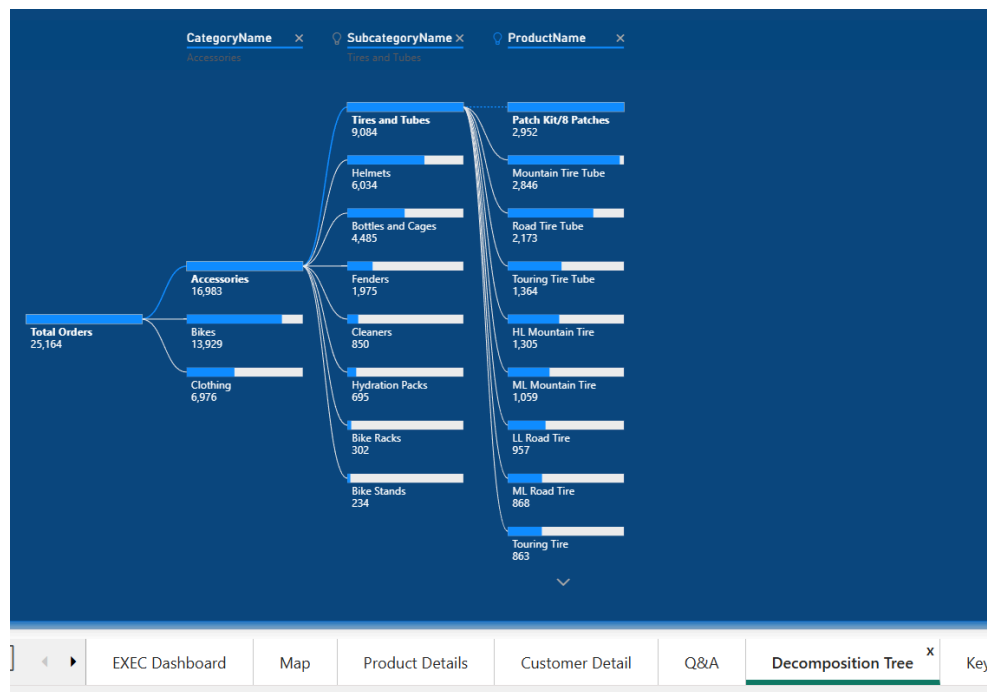 CategoryName
Accessories
SubcategoryName
Tires and Tubes
ProductName
Total Orders
25,164
Accessories
16,983
Bikes
13,929
Clothing
6,976
Tires and Tubes
9,084
Helmets
6,034
Bottles and Cages
4,485
Fenders
1,975
Cleaners
850
Hydration Packs
695
Bike Racks
302
Bike Stands
234
Patch Kit/8 Patches
2,952
Mountain Tire Tube
2,846
Road Tire Tube
2,173
Touring Tire Tube
1,364
HL Mountain Tire
1,305
ML Mountain Tire
1,059
LL Road Tire
957
ML Road Tire
868
Touring Tire
863
EXEC Dashboard
Map
Product Details
Customer Detail
Q&A
Decomposition Tree
x
Key